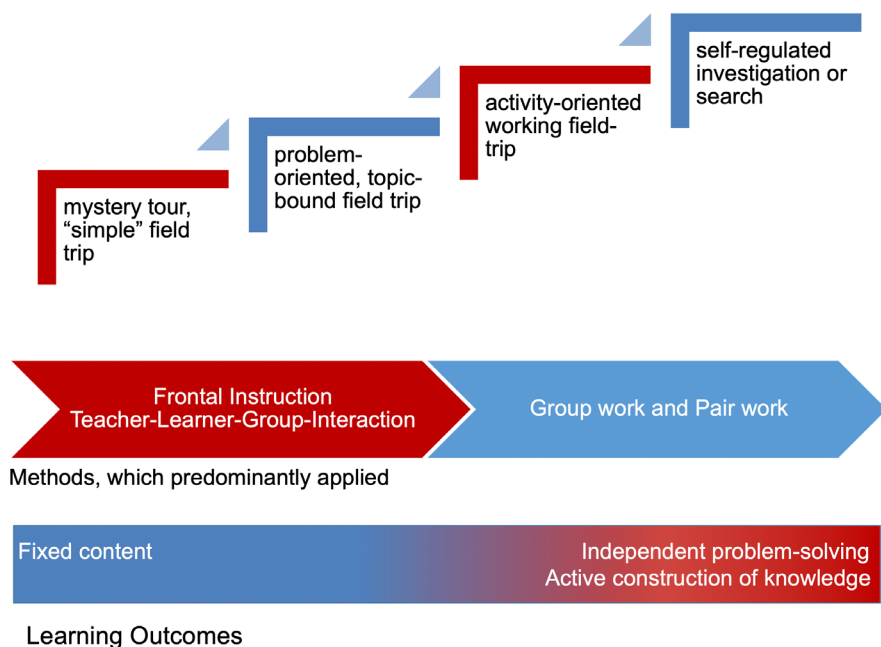 self-regulated
investigation or
search
activity-oriented
working field-
trip
problem-
oriented, topic-
bound field trip
mystery tour,
“simple” field
trip
Frontal Instruction
Teacher-Learner-Group-Interaction
Group work and Pair work
Methods, which predominantly applied
Fixed content
Independent problem-solving
Active construction of knowledge
Learning Outcomes